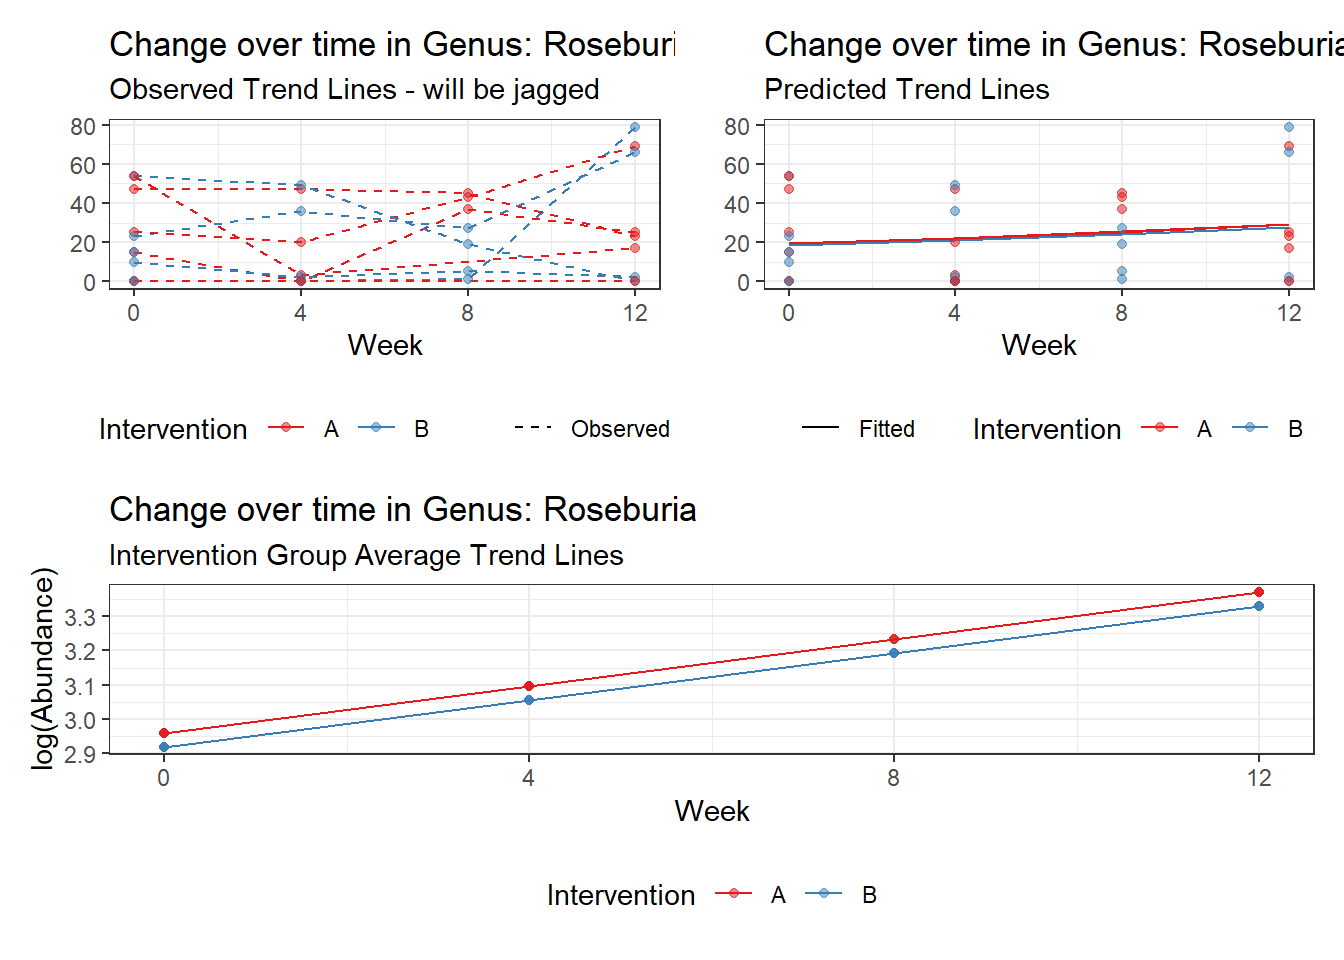 Change over time in Genus: Roseburi
Observed Trend Lines - will be jagged
80
60
40
20
0
0 4 8 12
Week
Intervention A B Observed
Change over time in Genus: Roseburia
Predicted Trend Lines
80
60
40
20
0
0 4 8 12
Week
Fitted Intervention A B
Change over time in Genus: Roseburia
Intervention Group Average Trend Lines
log(Abundance)
3.3
3.2
3.1
3.0
2.9
0 4 8 12
Week
Intervention A B